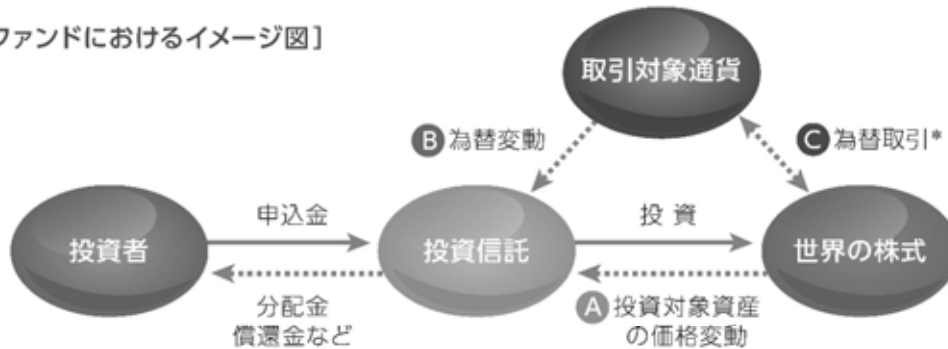 ファンドにおけるイメージ図］
取引対象通貨
B 為替変動
C 為替取引*
投資者
申込金
投資信託
投 資
世界の株式
分配金
償還金など
A 投資対象資産
の価格変動